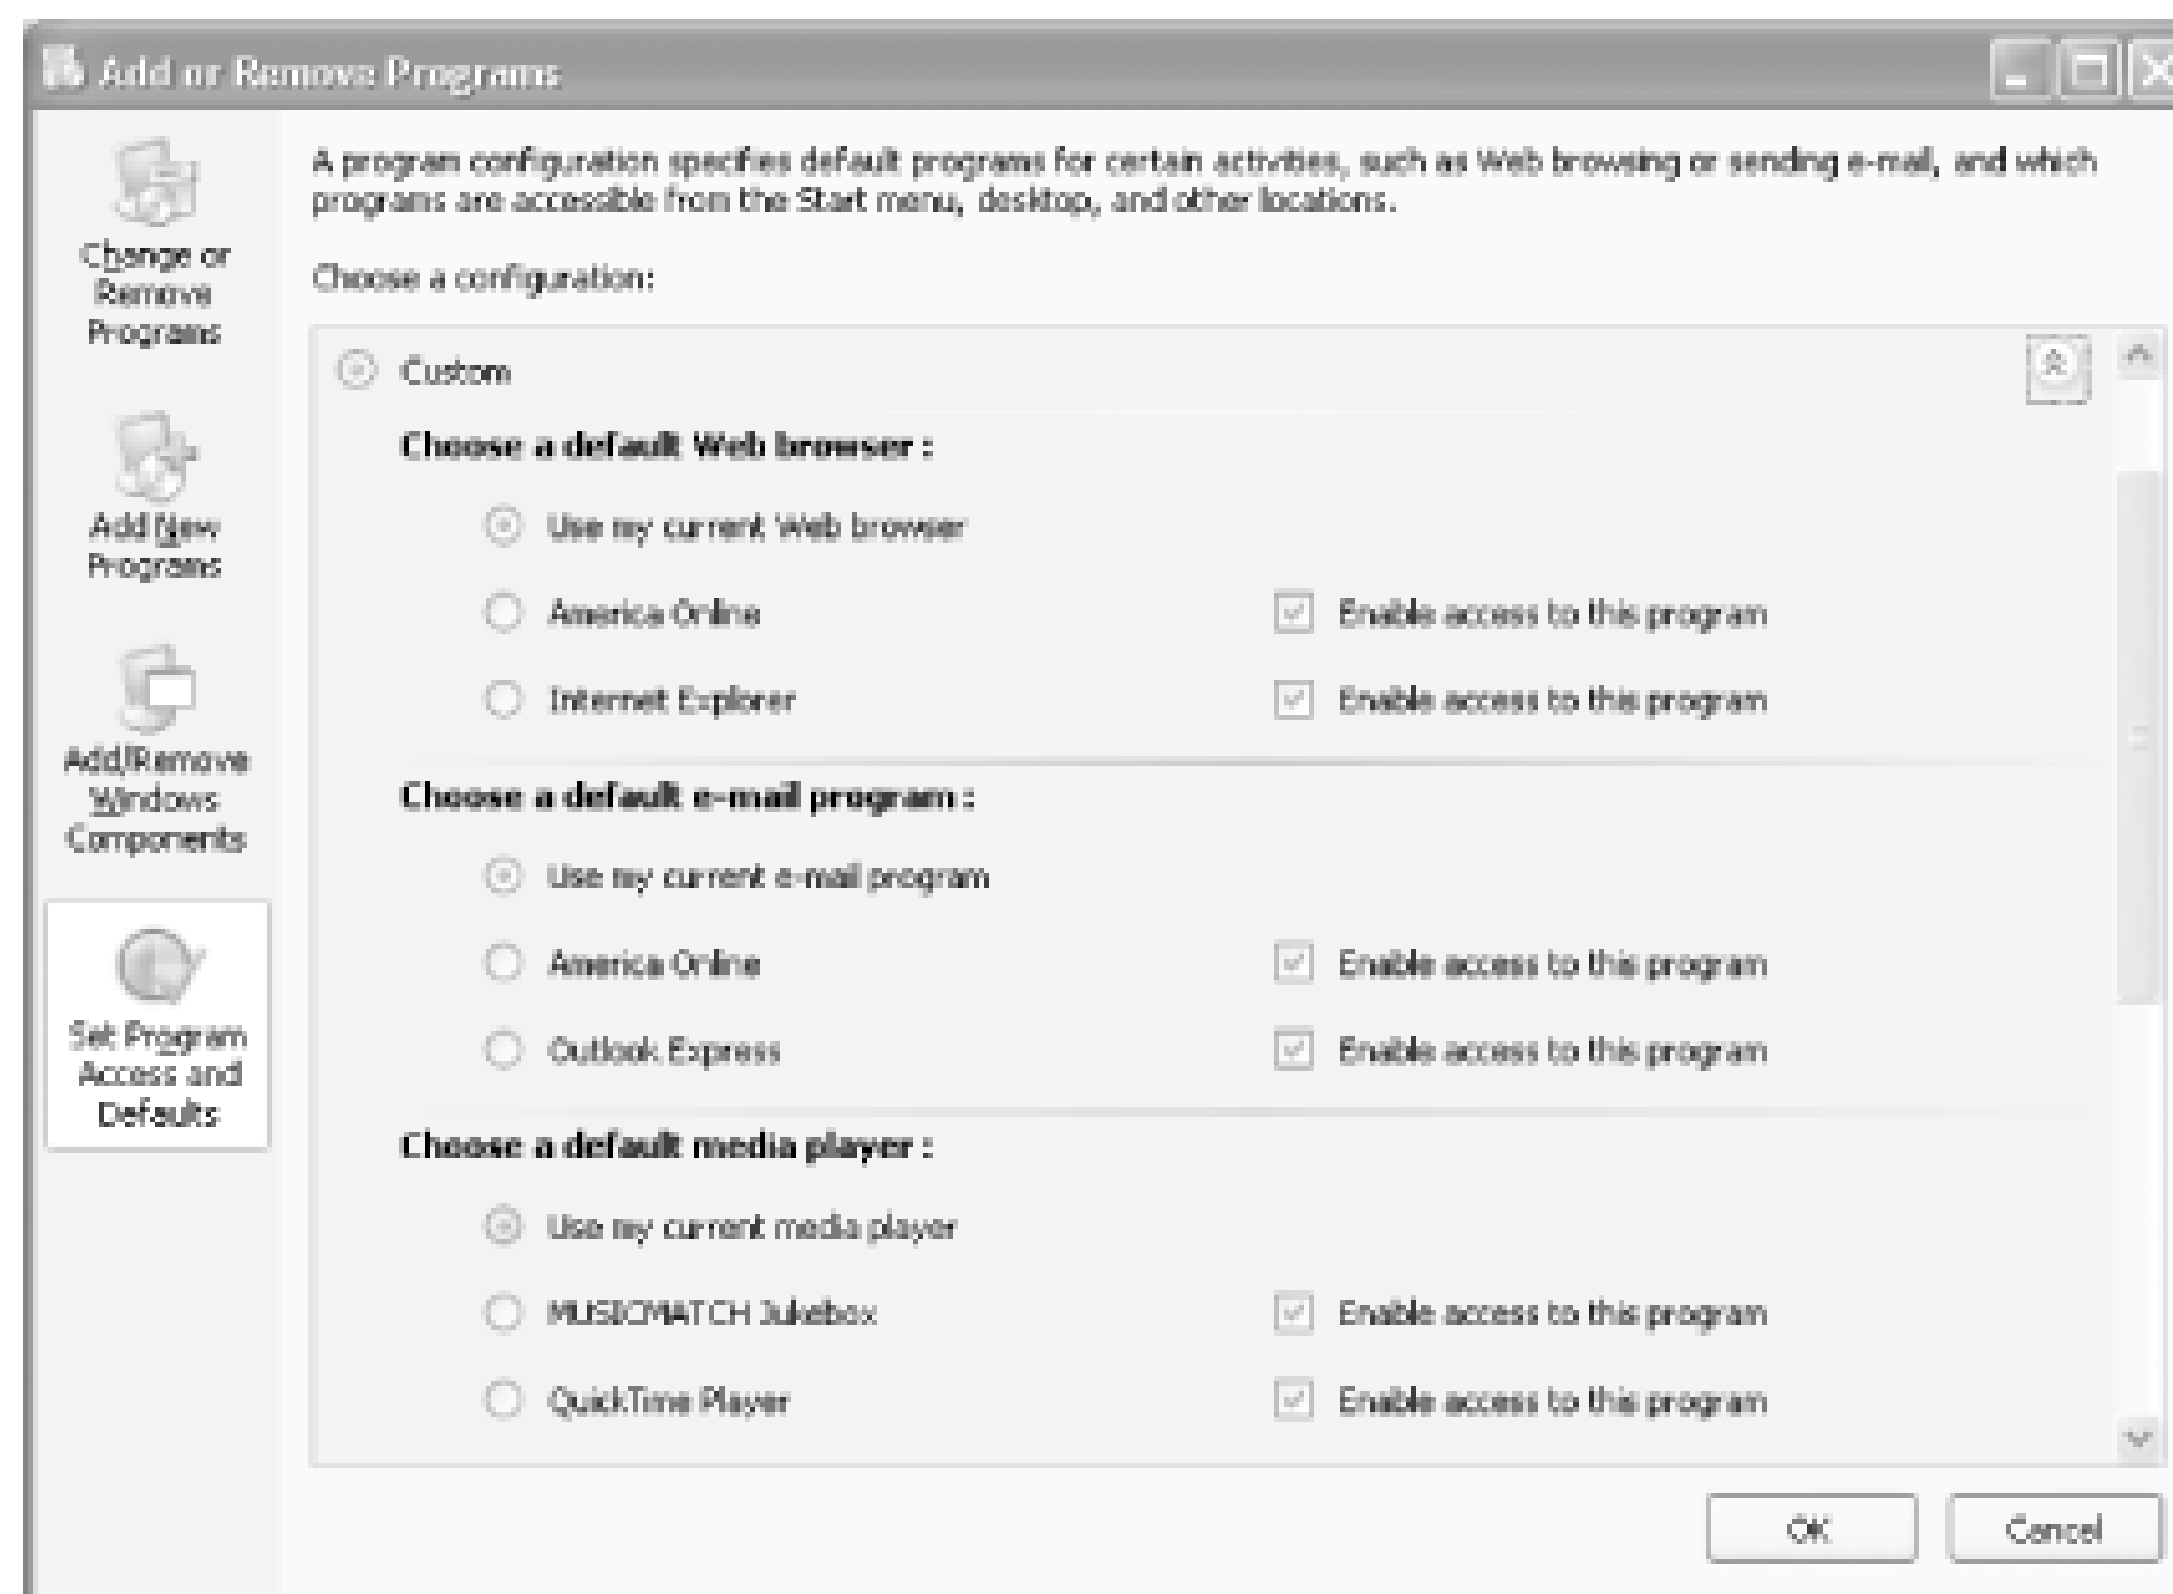 Add or Remove Programs
Change or
Remove
Programs
Add New
Programs
Add/Remove
Windows
Components
Set Program
Access and
Defaults
A program configuration specifies default programs for certain activities, such as Web browsing or sending e-mail, and which
programs are accessible from the Start menu, desktop, and other locations.
Choose a configuration:
Custom
Choose a default Web browser :
Use my current Web browser
America Online Enable access to this program
Internet Explorer Enable access to this program
Choose a default e-mail program :
Use my current e-mail program
America Online Enable access to this program
Outlook Express Enable access to this program
Choose a default media player :
Use my current media player
MUSICMATCH Jukebox Enable access to this program
QuickTime Player Enable access to this program
OK Cancel